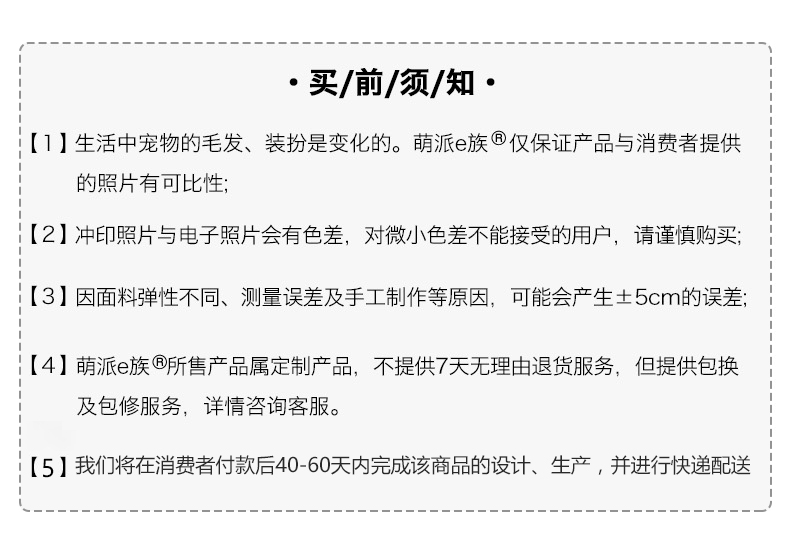 ·买/前/须/知·
【1】生活中宠物的毛发、装扮是变化的。萌派e族®仅保证产品与消费者提供
的照片有可比性;
【2】冲印照片与电子照片会有色差，对微小色差不能接受的用户，请谨慎购买;
【3】因面料弹性不同、测量误差及手工制作等原因，可能会产生±5cm的误差;
【4】萌派e族®所售产品属定制产品，不提供7天无理由退货服务，但提供包换
及包修服务，详情咨询客服。
【5】我们将在消费者付款后40-60天内完成该商品的设计、生产，并进行快递配送